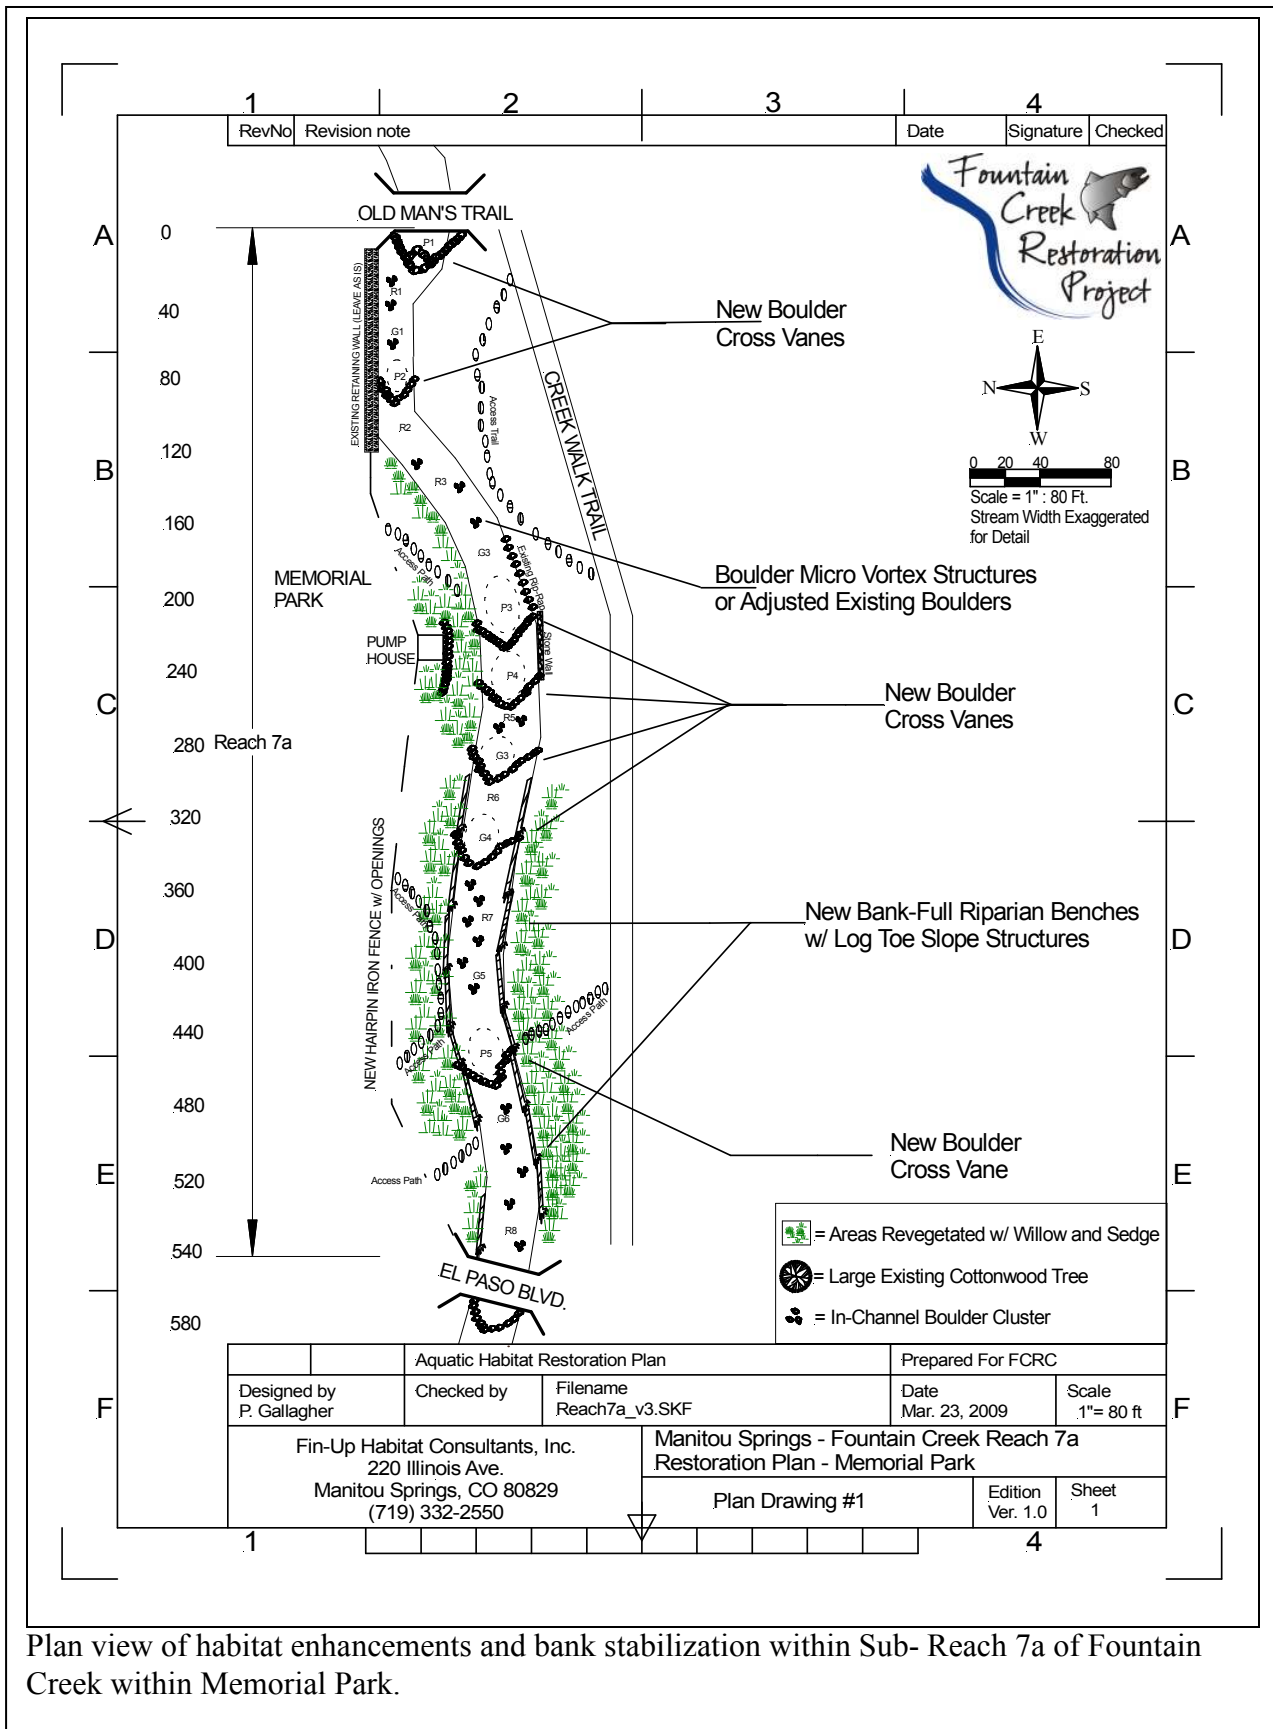 1 2 3 4
RevNo Revision note Date Signature Checked
Fountain
Creek
Restoration
Project
OLD MAN'S TRAIL
A 0 A
P1
EXISTING RETAINING WALL (LEAVE AS IS)
R1
40
New Boulder
Cross Vanes
G1
E
N S
W
80
P2
CREEK WALK TRAIL
Access Trail
R2
120
B B
0 20 40 80
Scale = 1" : 80 Ft.
Stream Width Exaggerated
for Detail
R3
160
G3
Existing Rip-Rap
Access Path
MEMORIAL
PARK
Boulder Micro Vortex Structures
or Adjusted Existing Boulders
200
P3
PUMP
HOUSE
Stone Wall
240
P4
C C
New Boulder
Cross Vanes
R5
280 Reach 7a
G3
R6
320
G4
NEW HAIRPIN IRON FENCE w/ OPENINGS
360
Access Path
R7
New Bank-Full Riparian Benches
w/ Log Toe Slope Structures
D D
400
G5
Access Path
440
Access Path
P5
480
G6
New Boulder
Cross Vane
E E
520
Access Path
R8
= Areas Revegetated w/ Willow and Sedge
540
EL PASO BLVD.
= Large Existing Cottonwood Tree
= In-Channel Boulder Cluster
580
Aquatic Habitat Restoration Plan
Prepared For FCRC
F F
Designed by
P. Gallagher
Checked by
Filename
Reach7a_v3.SKF
Date
Mar. 23, 2009
Scale
1"= 80 ft
Fin-Up Habitat Consultants, Inc.
220 Illinois Ave.
Manitou Springs, CO 80829
(719) 332-2550
Manitou Springs - Fountain Creek Reach 7a
Restoration Plan - Memorial Park
Plan Drawing #1
Edition
Ver. 1.0
Sheet
1
1 4
Plan view of habitat enhancements and bank stabilization within Sub- Reach 7a of Fountain
Creek within Memorial Park.